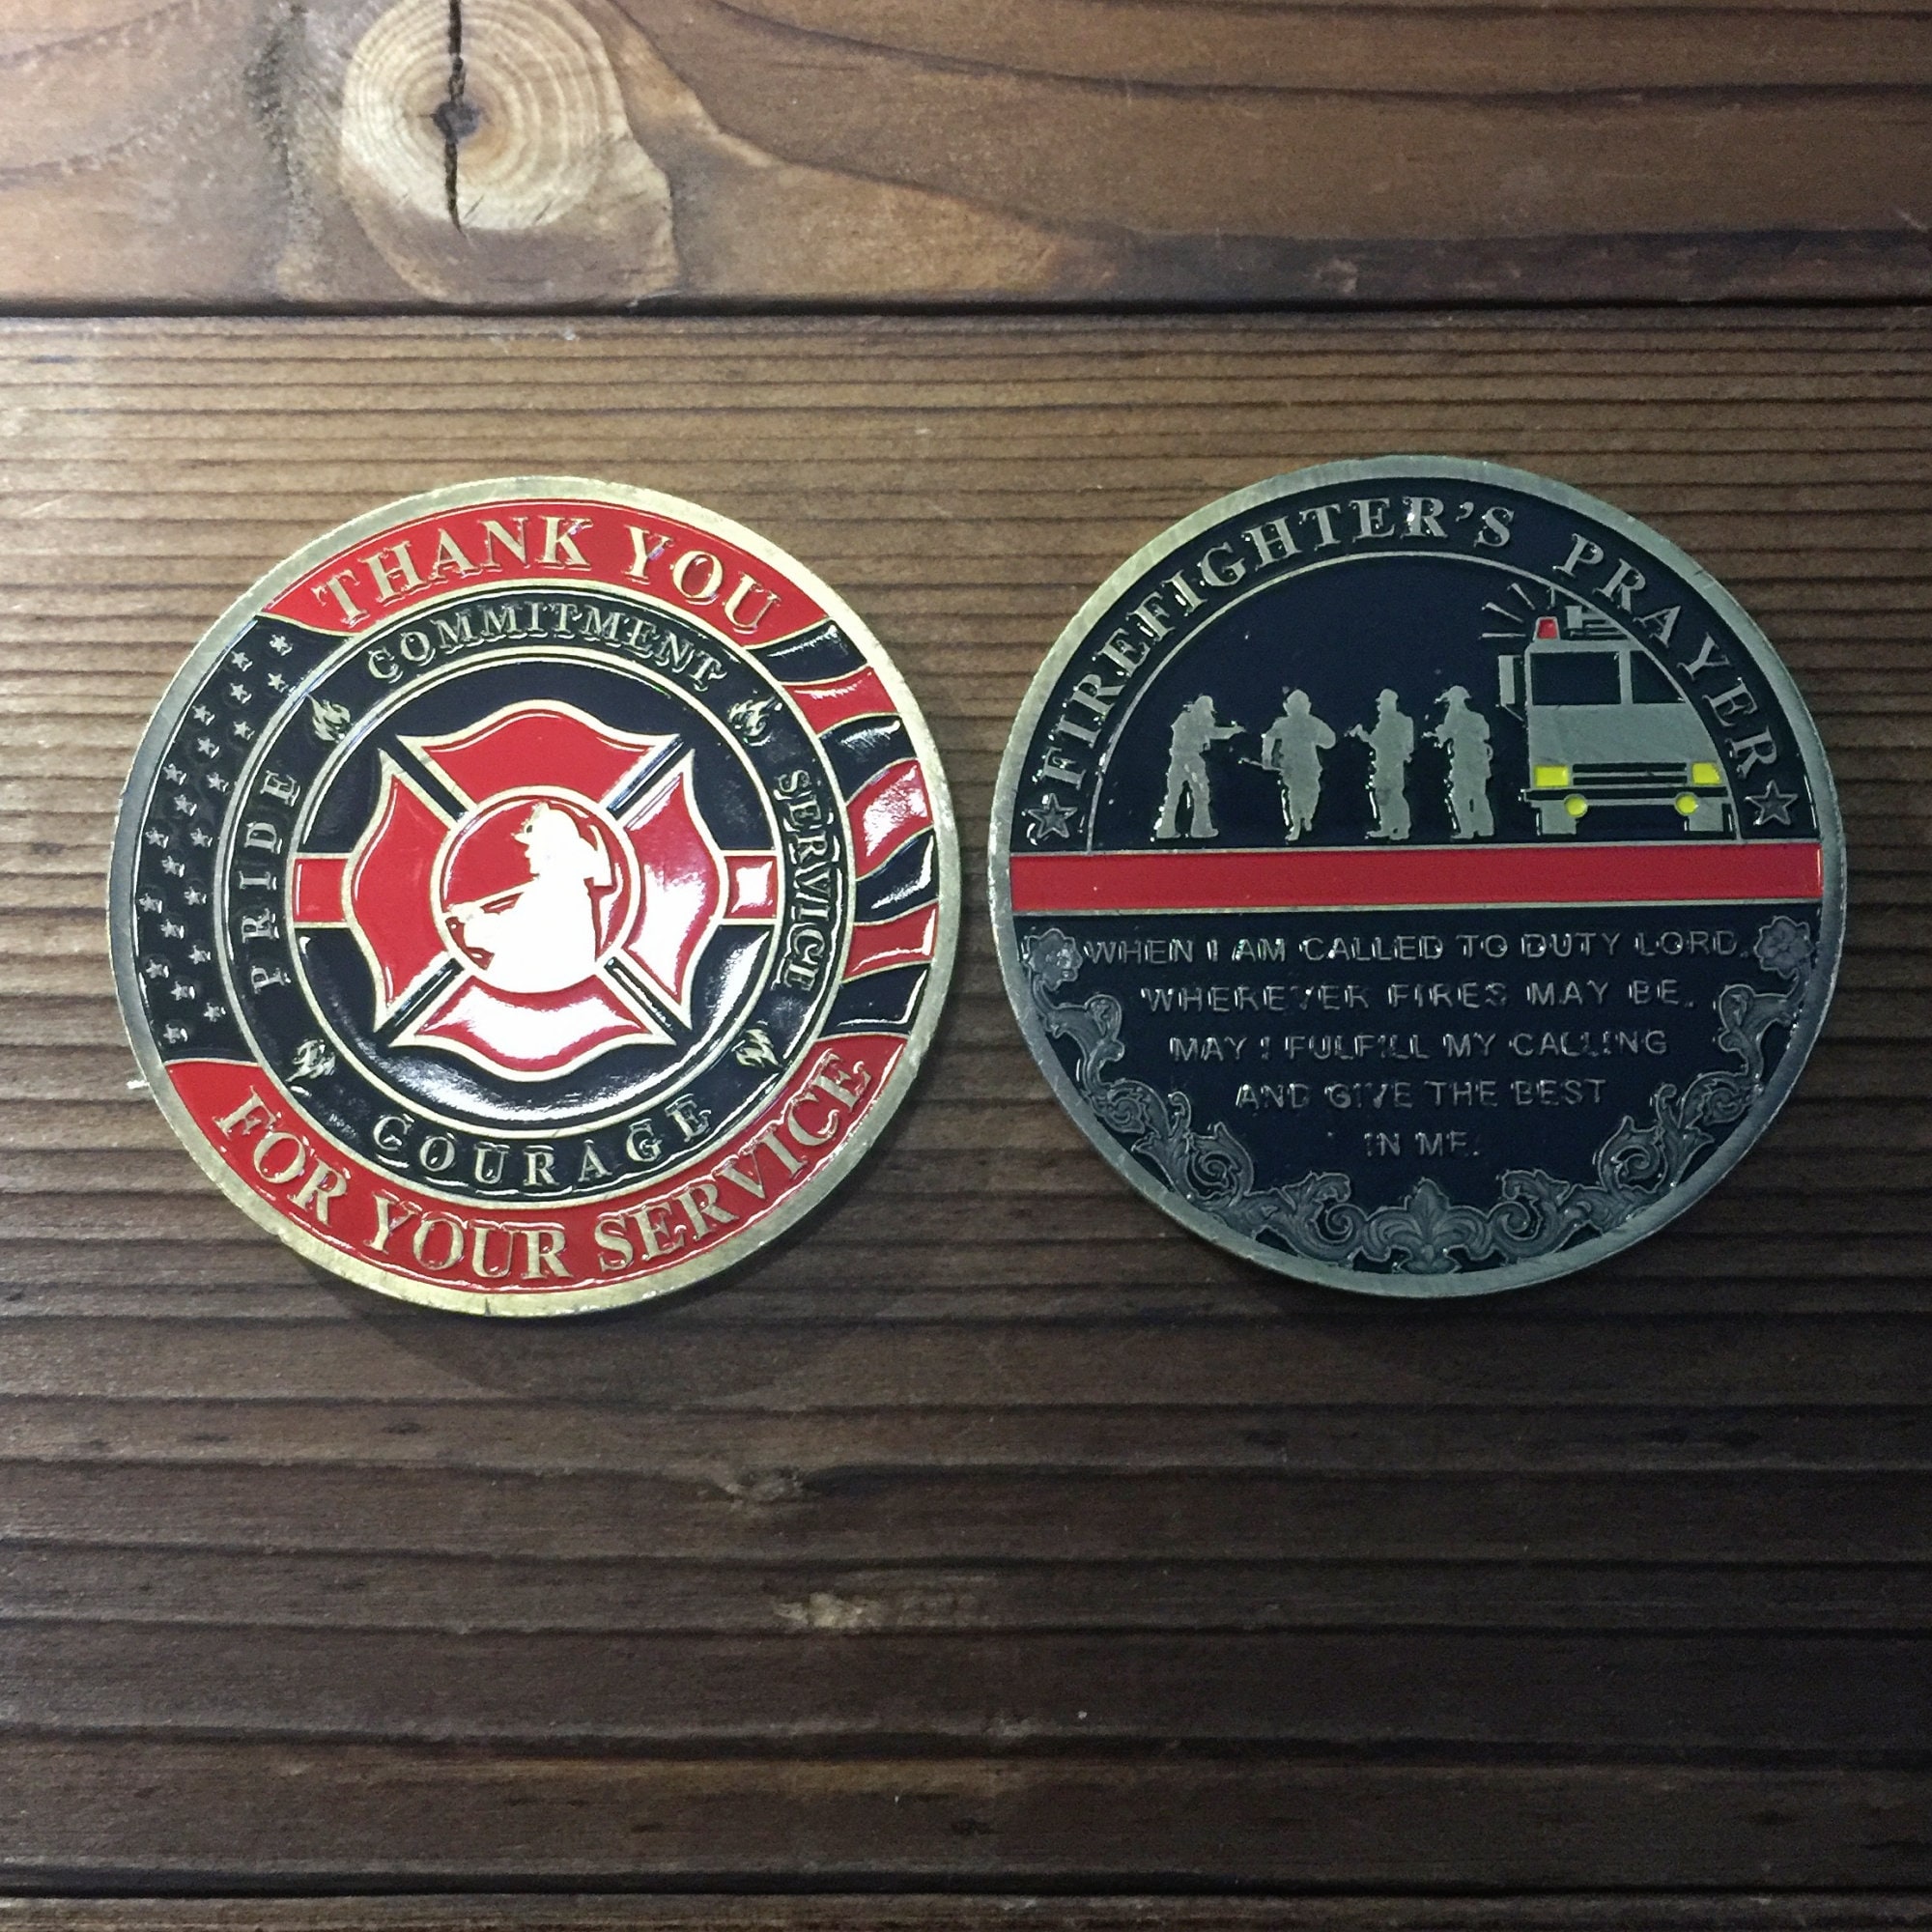 THANK YOU
COMMITMENT
PRIDE
SERVICE
COURAGE
FOR YOUR SERVICE
FIREFIGHTER'S PRAYER
WHEN I AM CALLED TO DUTY LORD,
WHEREVER FIRES MAY BE.
MAY I FULFILL MY CALLING
AND GIVE THE BEST
IN ME.